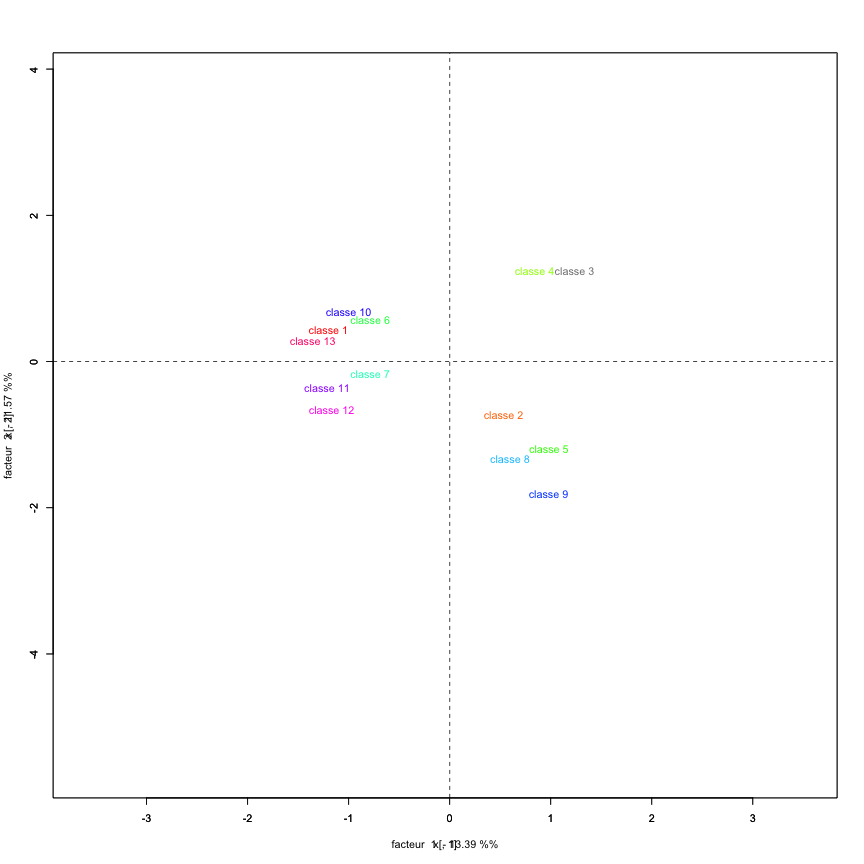 4
2
0
-2
-4
classe 4
classe 3
classe 10
classe 6
classe 1
classe 13
classe 7
classe 11
classe 12
classe 2
classe 5
classe 8
classe 9
-3
-2
-1
0
1
2
3
facteur
facteur